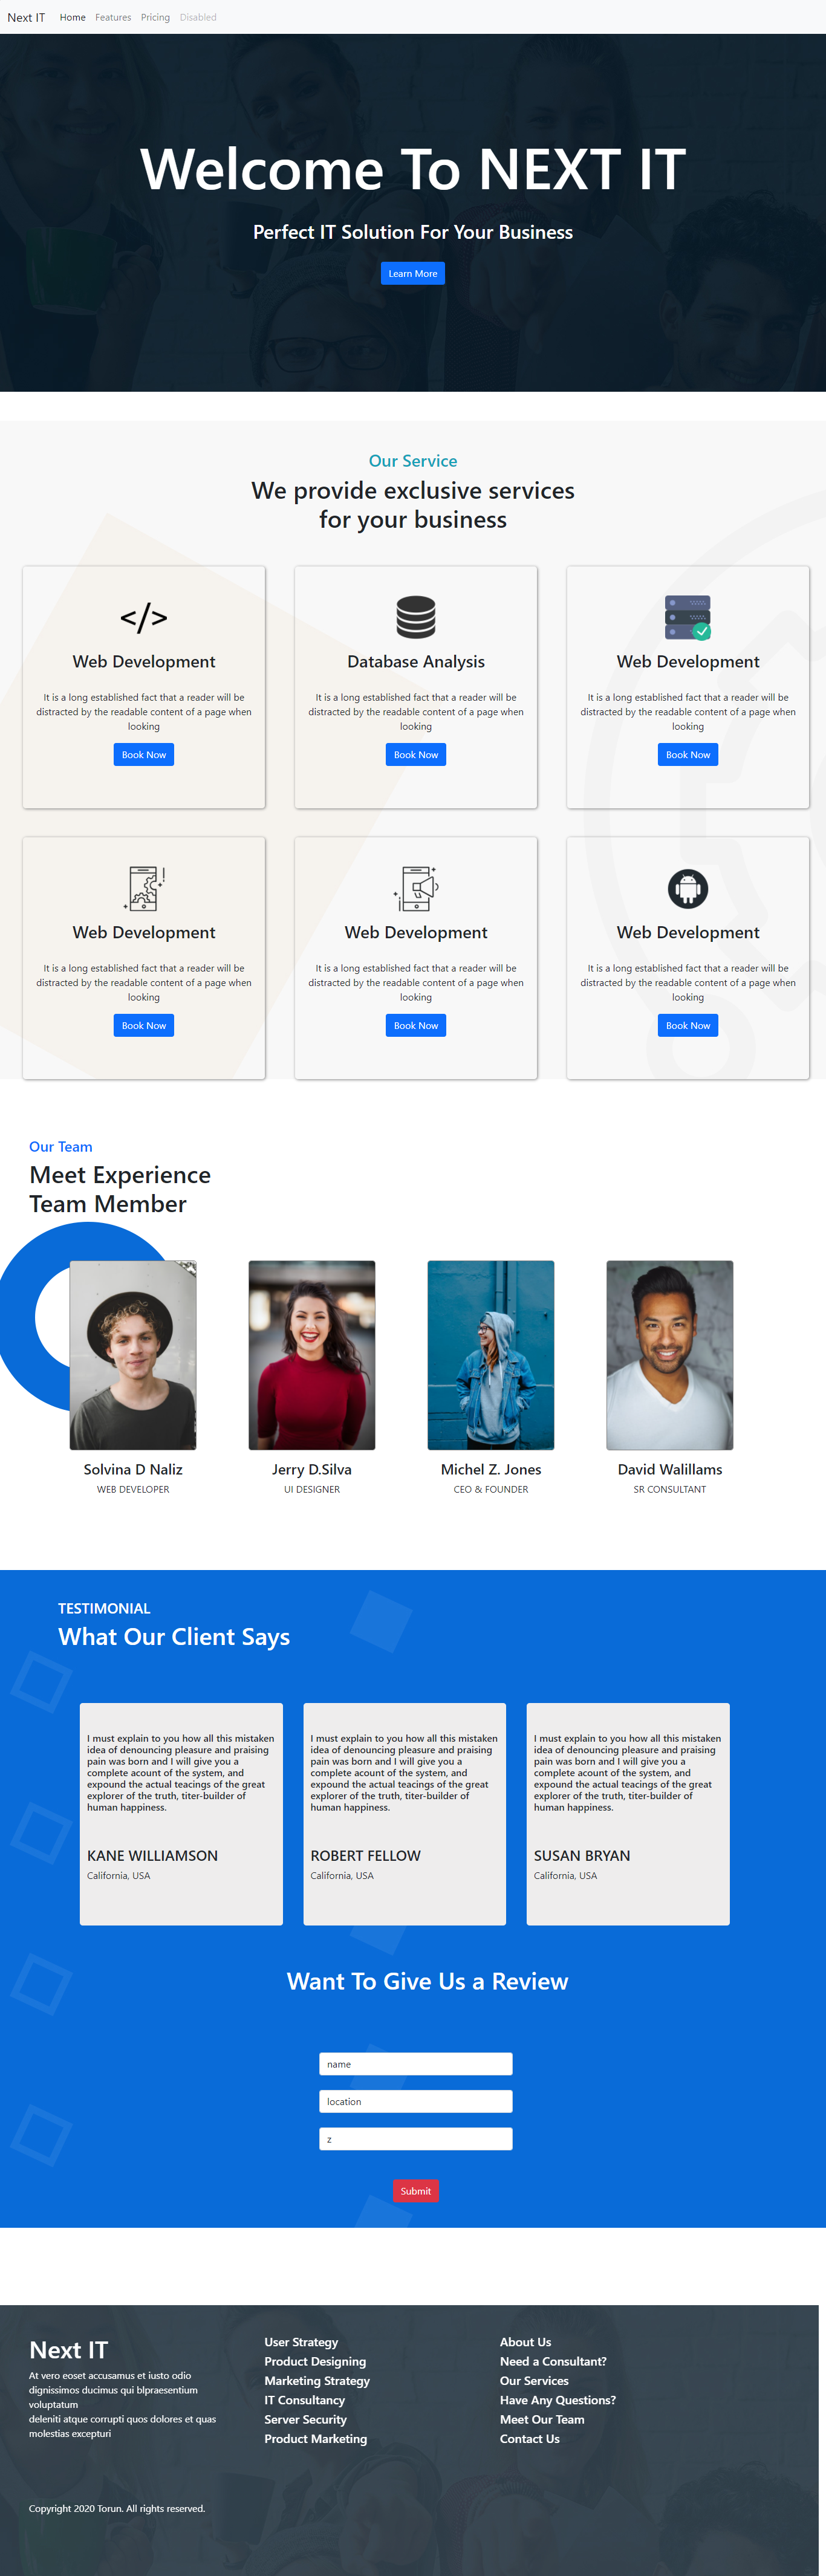 Next IT Home Features Pricing Disabled
Welcome To NEXT IT
Perfect IT Solution For Your Business
Learn More
Our Service
We provide exclusive services
for your business
</>
Web Development
It is a long established fact that a reader will be
distracted by the readable content of a page when
looking
Book Now
Database Analysis
It is a long established fact that a reader will be
distracted by the readable content of a page when
looking
Book Now
Web Development
It is a long established fact that a reader will be
distracted by the readable content of a page when
looking
Book Now
Web Development
It is a long established fact that a reader will be
distracted by the readable content of a page when
looking
Book Now
Web Development
It is a long established fact that a reader will be
distracted by the readable content of a page when
looking
Book Now
Web Development
It is a long established fact that a reader will be
distracted by the readable content of a page when
looking
Book Now
Our Team
Meet Experience
Team Member
Solvina D Naliz
WEB DEVELOPER
Jerry D.Silva
UI DESIGNER
Michel Z. Jones
CEO & FOUNDER
David Walillams
SR CONSULTANT
TESTIMONIAL
What Our Client Says
I must explain to you how all this mistaken
idea of denouncing pleasure and praising
pain was born and I will give you a
complete acount of the system, and
expound the actual teacings of the great
explorer of the truth, titer-builder of
human happiness.
KANE WILLIAMSON
California, USA
I must explain to you how all this mistaken
idea of denouncing pleasure and praising
pain was born and I will give you a
complete acount of the system, and
expound the actual teacings of the great
explorer of the truth, titer-builder of
human happiness.
ROBERT FELLOW
California, USA
I must explain to you how all this mistaken
idea of denouncing pleasure and praising
pain was born and I will give you a
complete acount of the system, and
expound the actual teacings of the great
explorer of the truth, titer-builder of
human happiness.
SUSAN BRYAN
California, USA
Want To Give Us a Review
name
location
z
Submit
Next IT
At vero eoset accusamus et iusto odio
dignissimos ducimus qui blpraesentium
voluptatum
deleniti atque corrupti quos dolores et quas
molestias excepturi
User Strategy
Product Designing
Marketing Strategy
IT Consultancy
Server Security
Product Marketing
About Us
Need a Consultant?
Our Services
Have Any Questions?
Meet Our Team
Contact Us
Copyright 2020 Torun. All rights reserved.